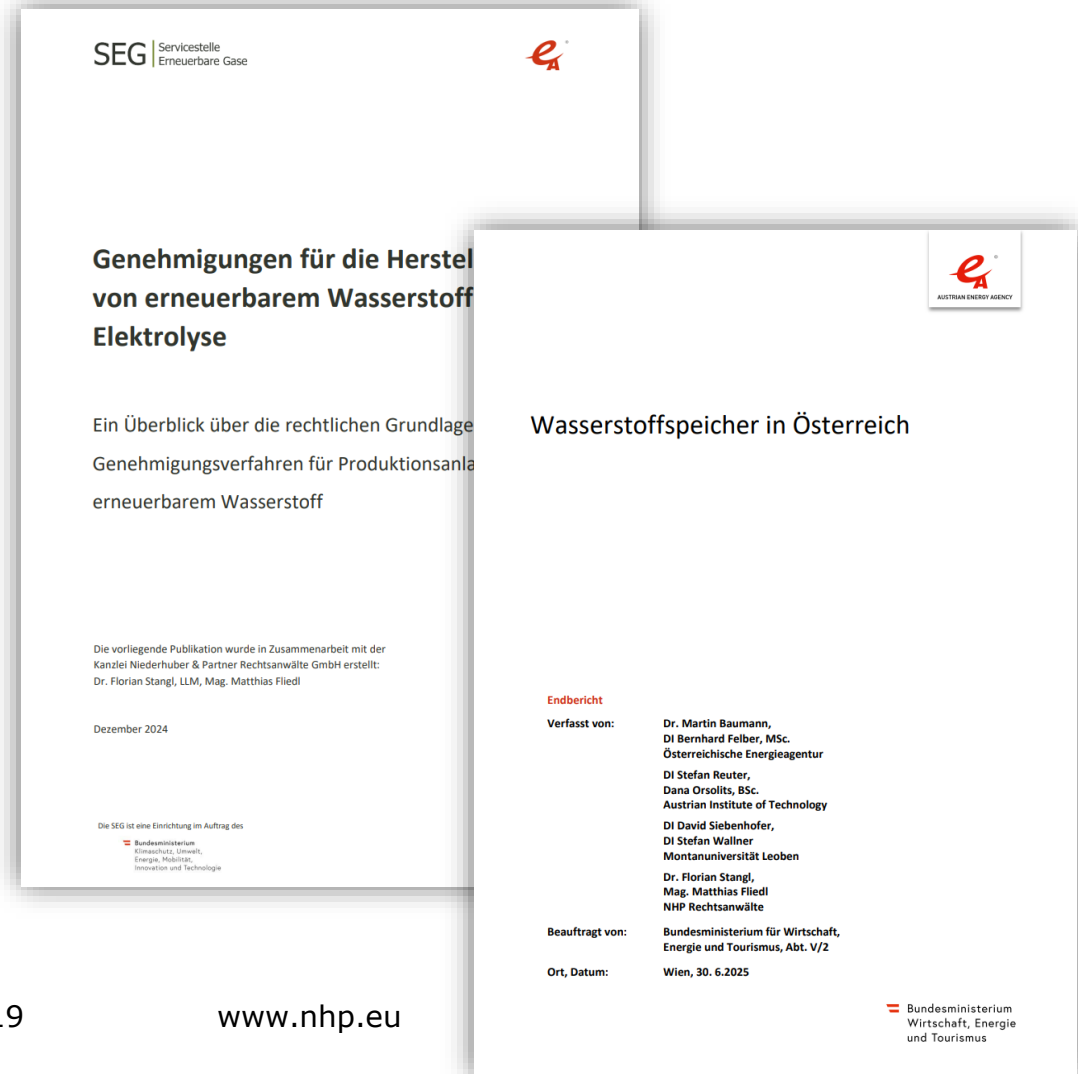 SEG Servicestelle
Erneuerbare Gase
Genehmigungen für die Herstel
von erneuerbarem Wasserstoff
Elektrolyse
Ein Überblick über die rechtlichen Grundlage
Genehmigungsverfahren für Produktionsanla
erneuerbarem Wasserstoff
Die vorliegende Publikation wurde in Zusammenarbeit mit der
Kanzlei Niederhuber & Partner Rechtsanwälte GmbH erstellt:
Dr. Florian Stangl, LLM, Mag. Matthias Fliedl
Dezember 2024
Die SEG ist eine Einrichtung im Auftrag des
Bundesministerium
Klimaschutz, Umwelt,
Energie, Mobilität,
Innovation und Technologie
AUSTRIAN ENERGY AGENCY
Wasserstoffspeicher in Österreich
Endbericht
Verfasst von: Dr. Martin Baumann,
DI Bernhard Felber, MSc.
Österreichische Energieagentur
DI Stefan Reuter,
Dana Orsolits, BSc.
Austrian Institute of Technology
DI David Siebenhofer,
DI Stefan Wallner
Montanuniversität Leoben
Dr. Florian Stangl,
Mag. Matthias Fliedl
NHP Rechtsanwälte
Beauftragt von: Bundesministerium für Wirtschaft,
Energie und Tourismus, Abt. V/2
Ort, Datum: Wien, 30. 6.2025
Bundesministerium
Wirtschaft, Energie
und Tourismus
9 www.nhp.eu